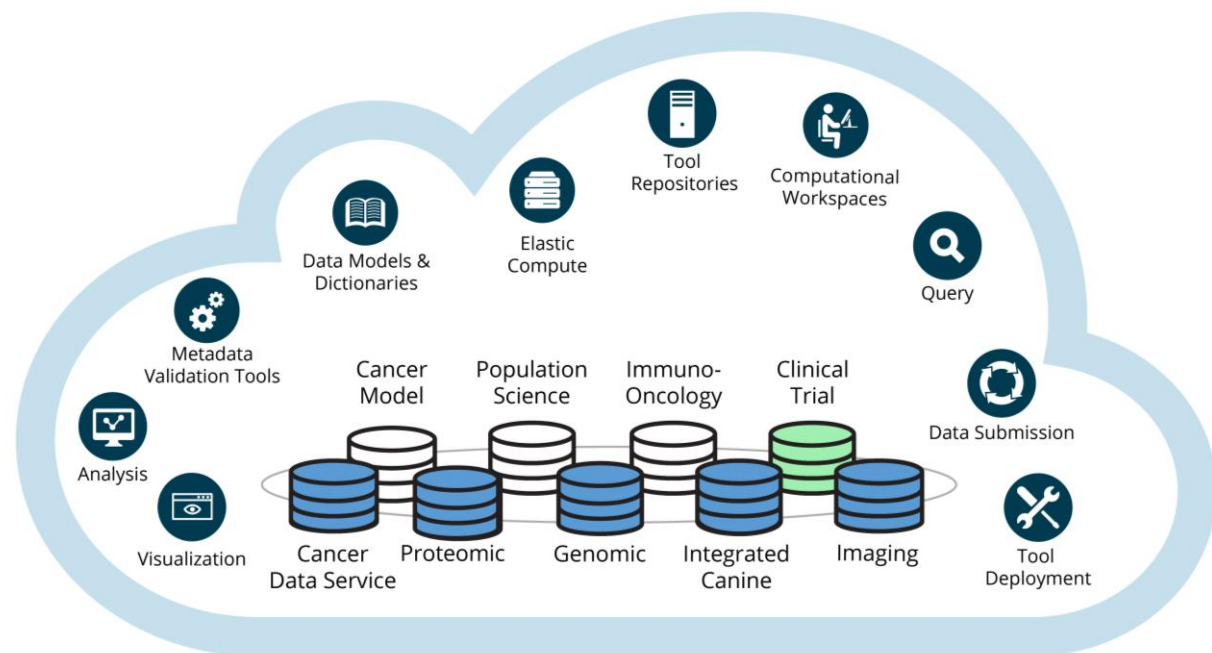 Tool
Repositories
Computational
Workspaces
Elastic
Compute
Data Models &
Dictionaries
Query
Metadata
Validation Tools
Cancer
Model
Population
Science
Immuno-
Oncology
Clinical
Trial
Data Submission
Analysis
Visualization
Cancer
Data Service
Proteomic
Genomic
Integrated
Canine
Imaging
Tool
Deployment